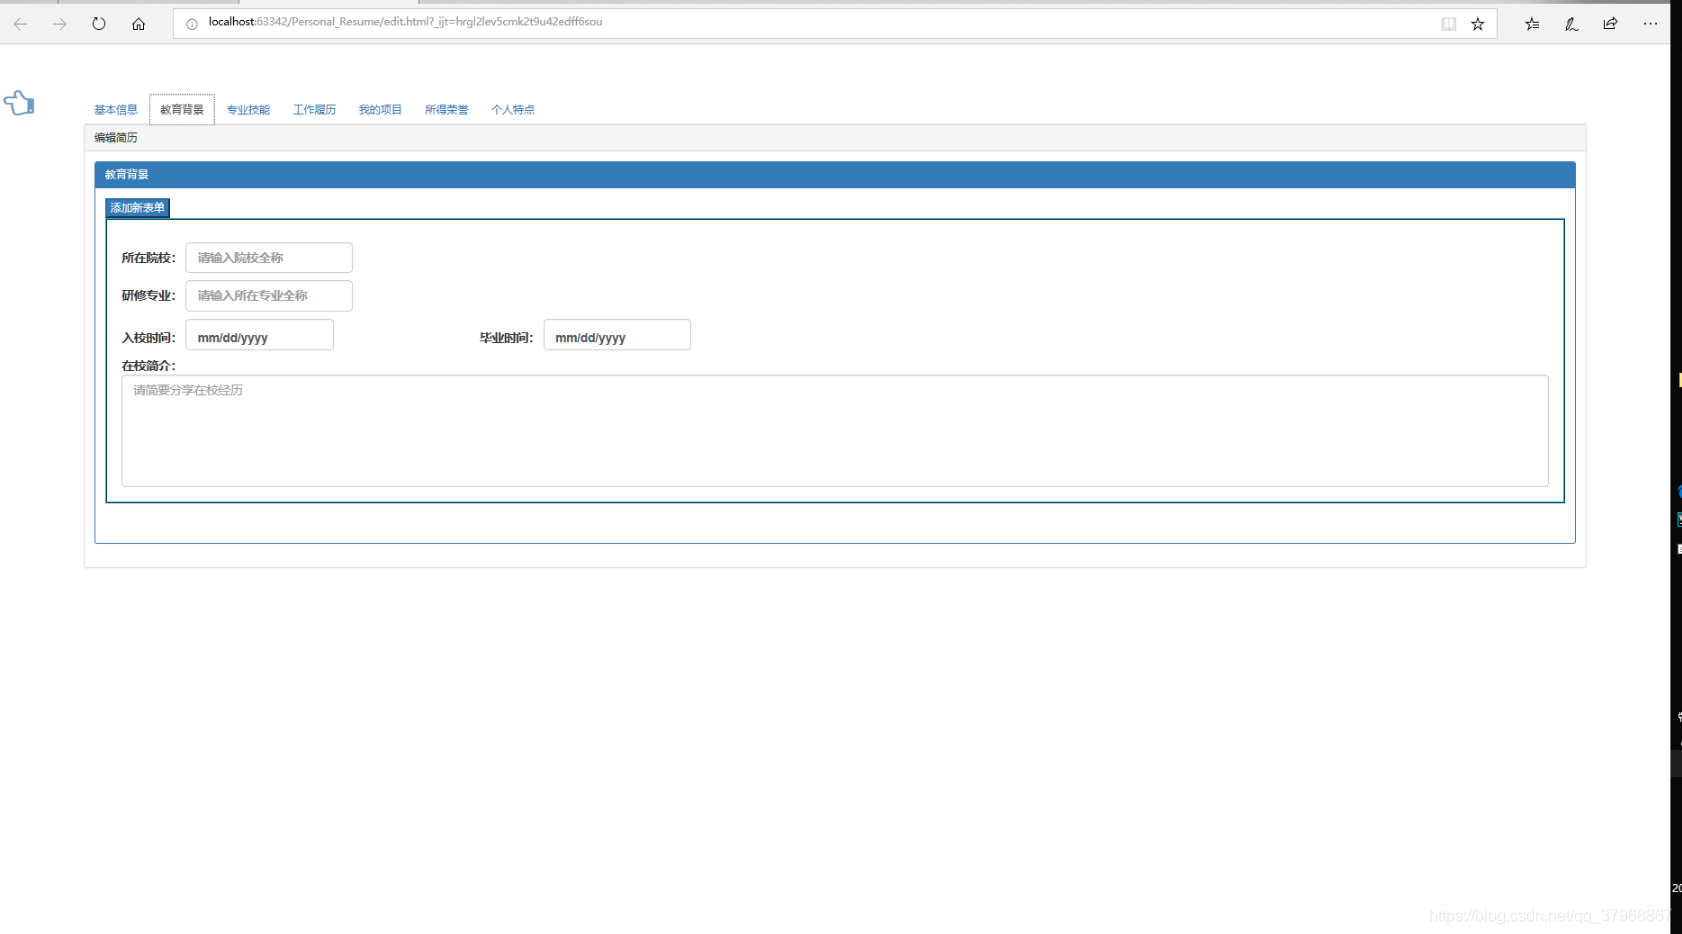 localhost:63342/Personal_Resume/edit.html?_ijt=hrgl2lev5cmk2t9u42edff6sou
基本信息 教育背景 专业技能 工作履历 我的项目 所得荣誉 个人特点
编辑简历
教育背景
添加新表单
所在院校: 请输入院校全称
研修专业: 请输入所在专业全称
入校时间: mm/dd/yyyy 毕业时间: mm/dd/yyyy
在校简介:
请简要分享在校经历
20
https://blog.csdn.net/qq_37968867